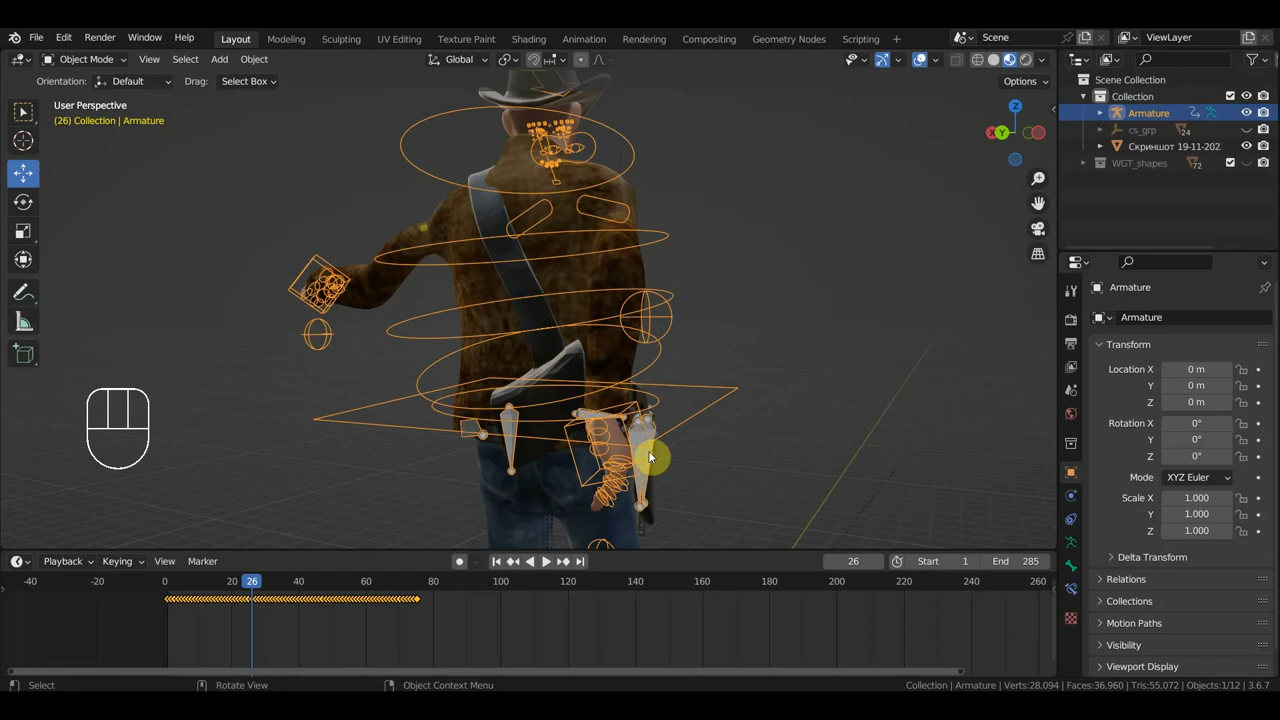 File Edit Render Window Help Layout Modeling Sculpting UV Editing Texture Paint Shading Animation Rendering Compositing Geometry Nodes Scripting + Scene ViewLayer
Object Mode View Select Add Object Global
Orientation: Default Drag: Select Box Options
User Perspective
(26) Collection | Armature
Z
Y
X
Scene Collection
Collection
Armature
cs_grp 24
Скриншот 19-11-202
WGT_shapes 72
Armature
Armature
Transform
Location X 0 m
Y 0 m
Z 0 m
Rotation X 0°
Y 0°
Z 0°
Mode XYZ Euler
Scale X 1.000
Y 1.000
Z 1.000
Delta Transform
Relations
Collections
Motion Paths
Visibility
Viewport Display
Playback Keying View Marker 26 Start 1 End 285
-40 -20 0 20 26 40 60 80 100 120 140 160 180 200 220 240 260
Select Rotate View Object Context Menu Collection | Armature | Verts:28,094 | Faces:36,960 | Tris:55,072 | Objects:1/12 | 3.6.7